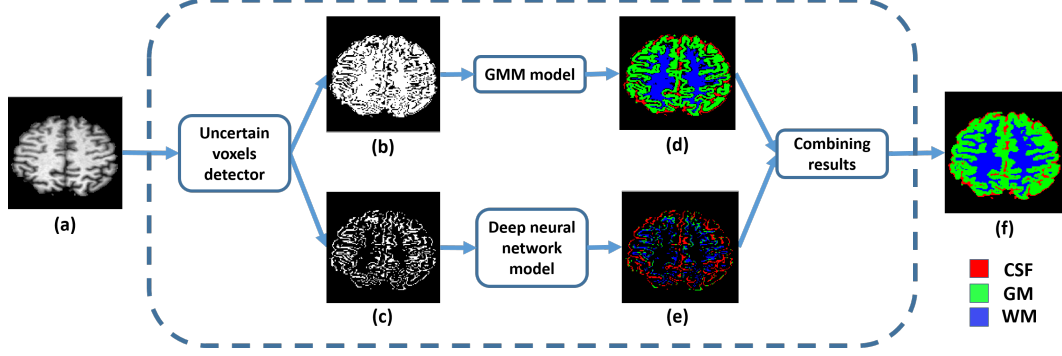 (a)
Uncertain
voxels
detector
(b)
GMM model
(d)
(c)
Deep neural
network
model
(e)
Combining
results
(f)
CSF
GM
WM